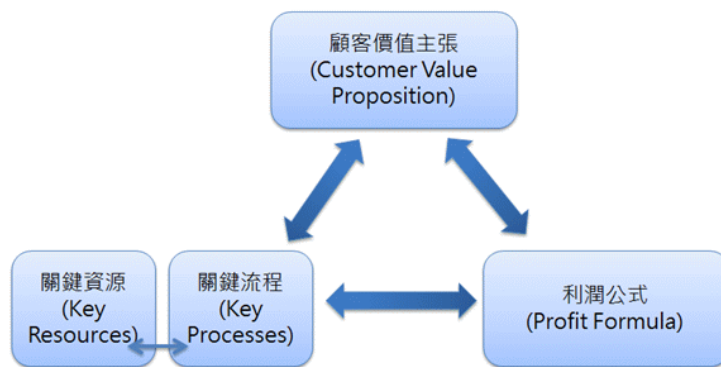 顧客價值主張
(Customer Value
Proposition)
關鍵資源
(Key
Resources)
關鍵流程
(Key
Processes)
利潤公式
(Profit Formula)